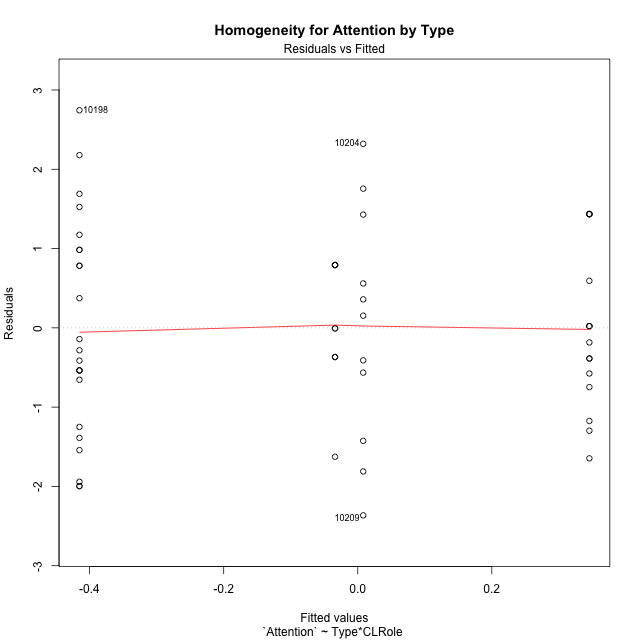 Homogeneity for Attention by Type
Residuals vs Fitted
3
2
1
0
-1
-2
-3
Residuals
10198
10204
10209
-0.4
-0.2
0.0
0.2
Fitted values
`Attention` ~ Type*CLRole